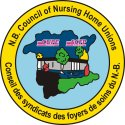 N.B. Council of Nursing Home Unions
Conseil des syndicats des foyers de soins du N.-B.